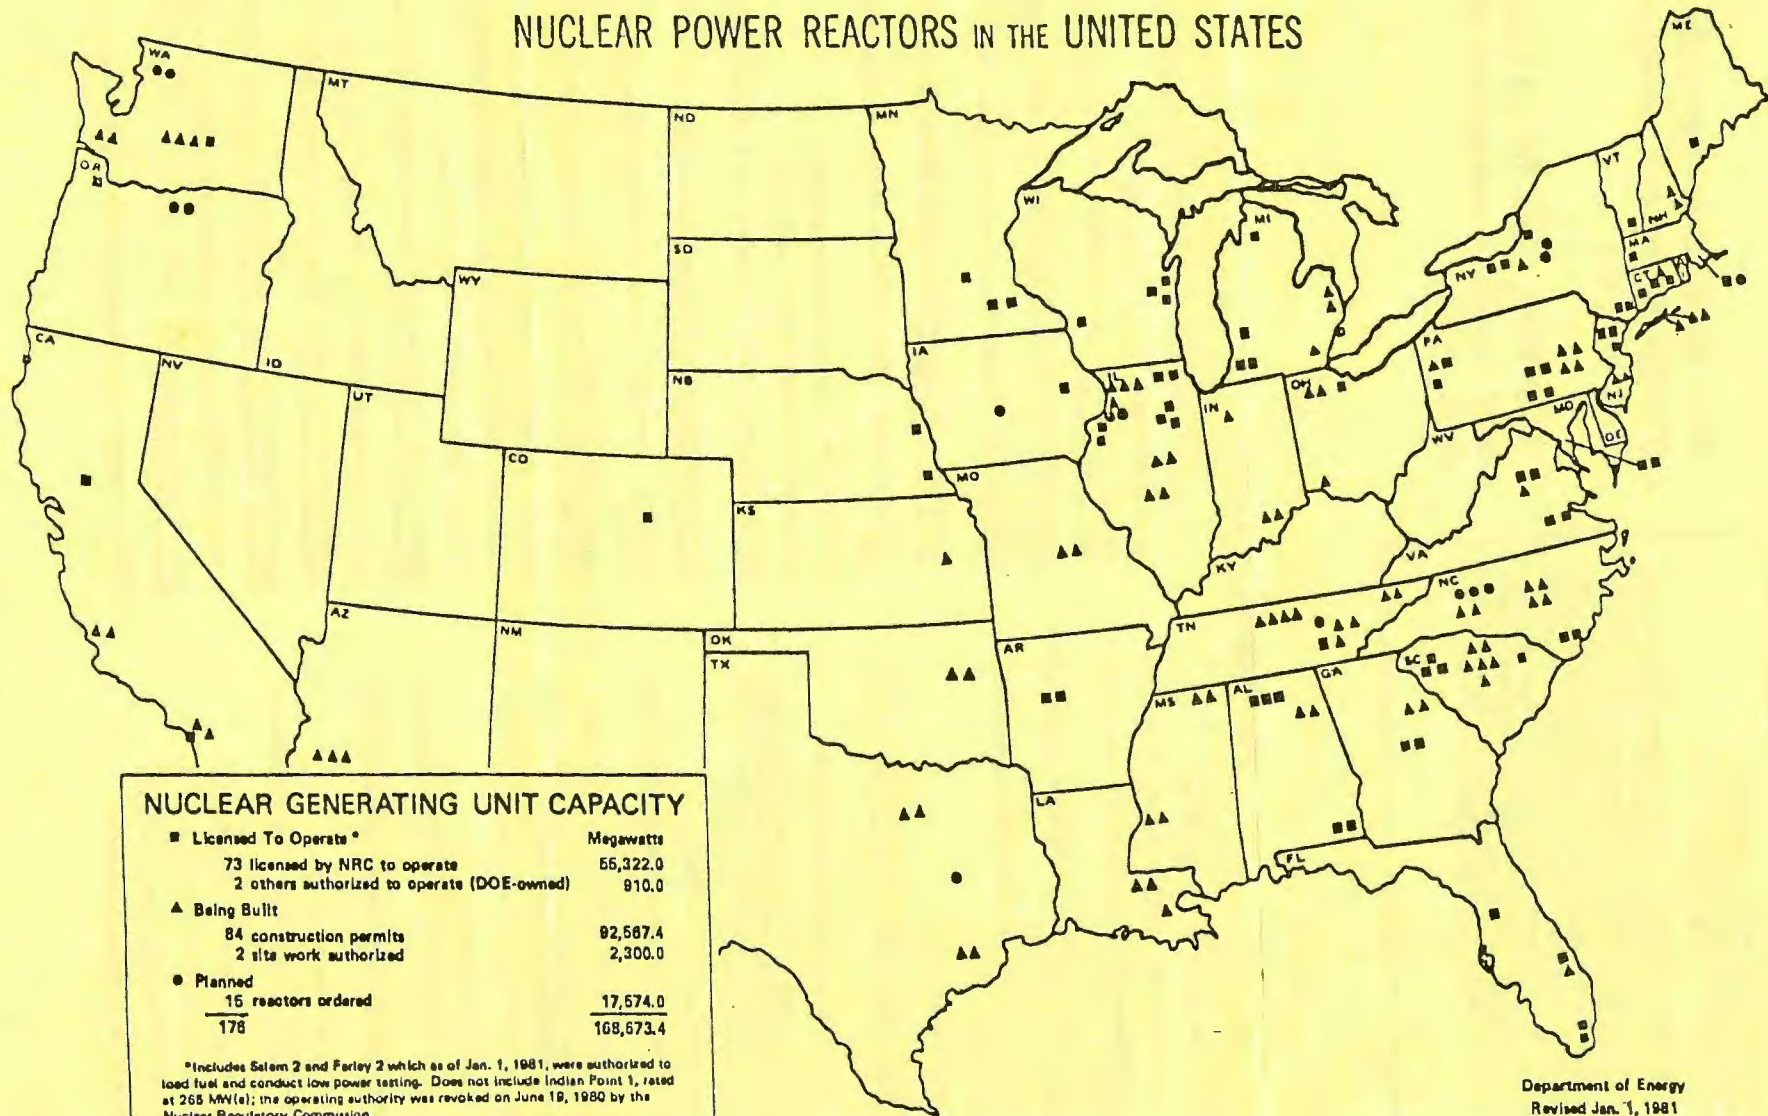 NUCLEAR POWER REACTORS IN THE UNITED STATES
ME
WA
MT
ND
MN
VT
OR
WI
MI
NH
SD
MA
WY
NY
CT
RI
CA
NV
ID
IA
PA
UT
NB
IL
IN
OH
NJ
MD
WV
DE
CO
KS
MO
KY
VA
AZ
NM
OK
TX
AR
TN
NC
SC
MS
AL
GA
LA
FL
NUCLEAR GENERATING UNIT CAPACITY
■ Licensed To Operate* Megawatts
73 licensed by NRC to operate 55,322.0
2 others authorized to operate (DOE-owned) 910.0
▲ Being Built
84 construction permits 92,567.4
2 site work authorized 2,300.0
● Planned
15 reactors ordered 17,574.0
176 168,673.4
*Includes Salem 2 and Farley 2 which as of Jan. 1, 1981, were authorized to
load fuel and conduct low power testing. Does not include Indian Point 1, rated
at 265 MW(e); the operating authority was revoked on June 19, 1980 by the
Nuclear Regulatory Commission.
Department of Energy
Revised Jan. 1, 1981